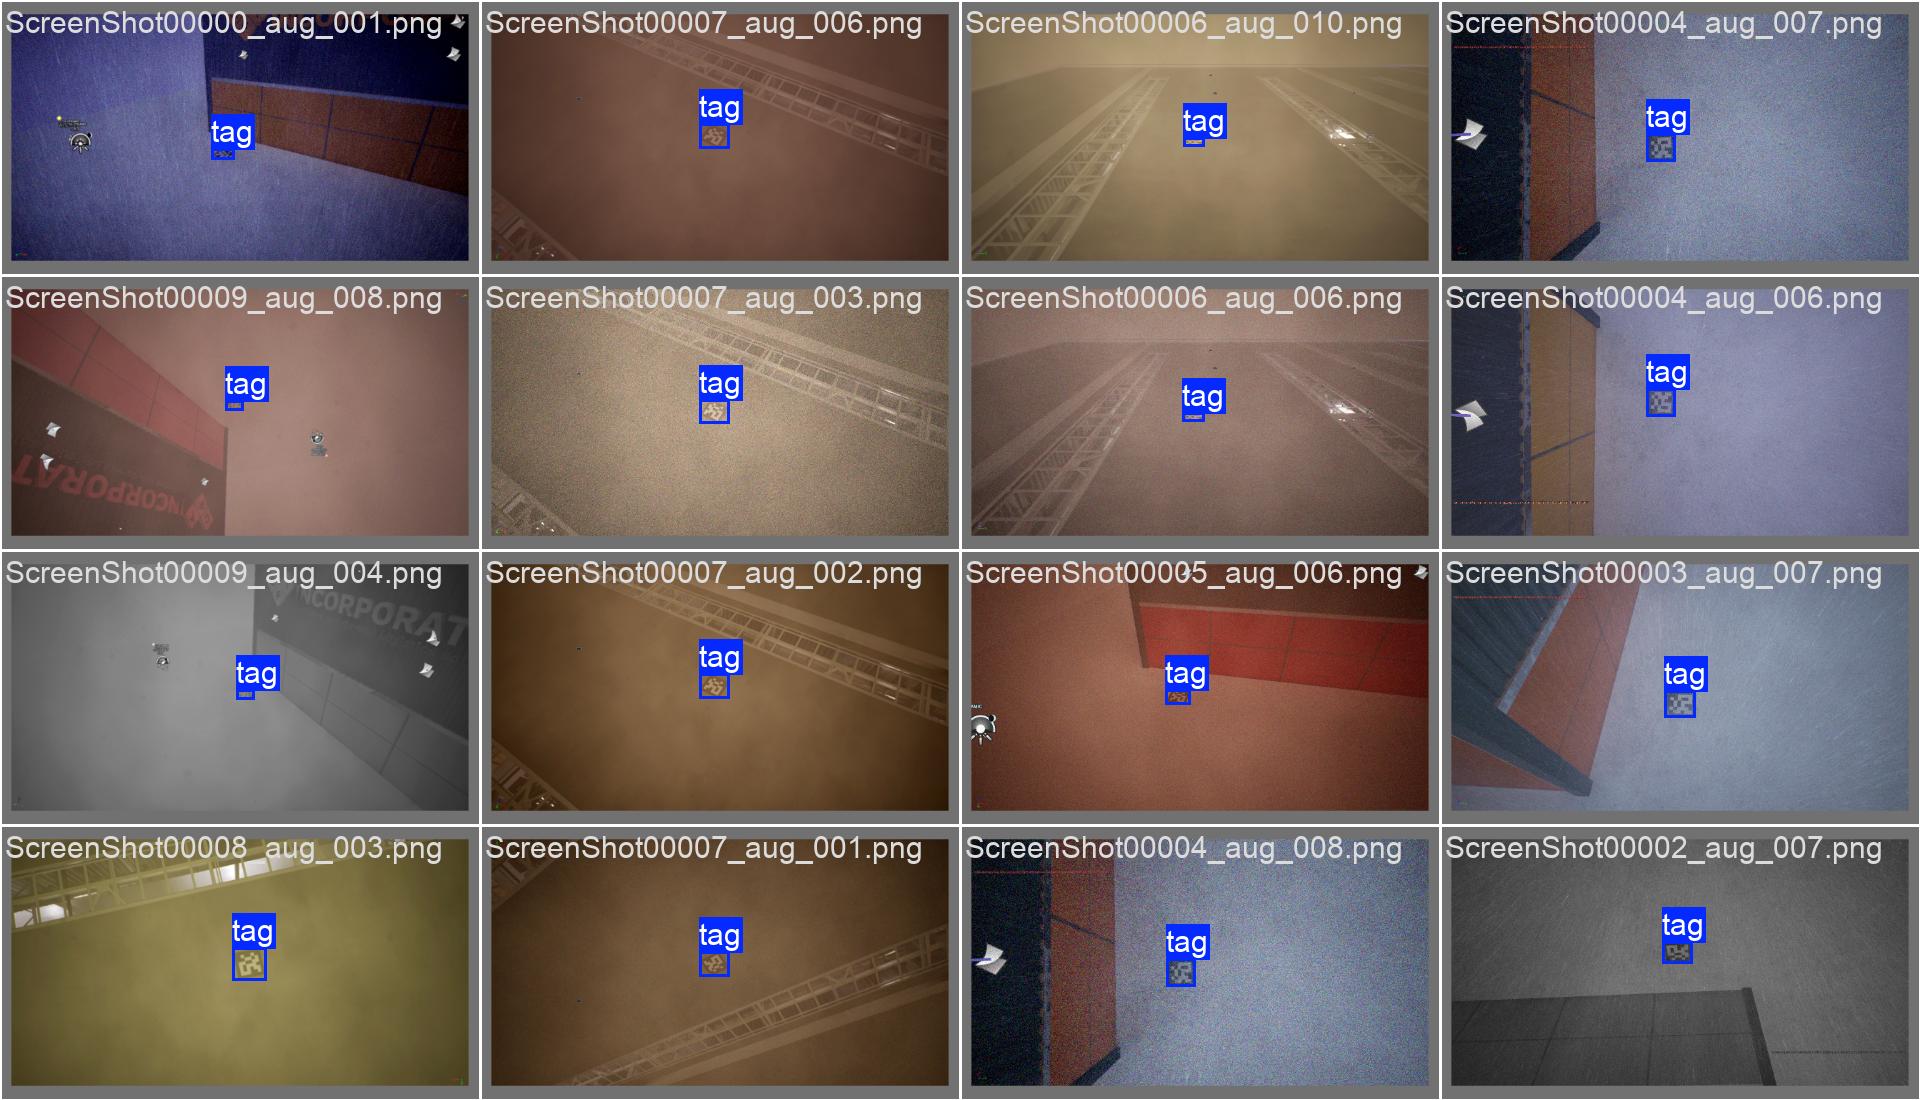 ScreenShot00000_aug_001.png
tag
ScreenShot00007_aug_006.png
tag
ScreenShot00006_aug_010.png
tag
ScreenShot00004_aug_007.png
tag
ScreenShot00009_aug_008.png
tag
INCORPORAT
ScreenShot00007_aug_003.png
tag
ScreenShot00006_aug_006.png
tag
ScreenShot00004_aug_006.png
tag
ScreenShot00009_aug_004.png
NCORPORAT
tag
ScreenShot00007_aug_002.png
tag
ScreenShot00005_aug_006.png
tag
ScreenShot00003_aug_007.png
tag
ScreenShot00008_aug_003.png
tag
ScreenShot00007_aug_001.png
tag
ScreenShot00004_aug_008.png
tag
ScreenShot00002_aug_007.png
tag